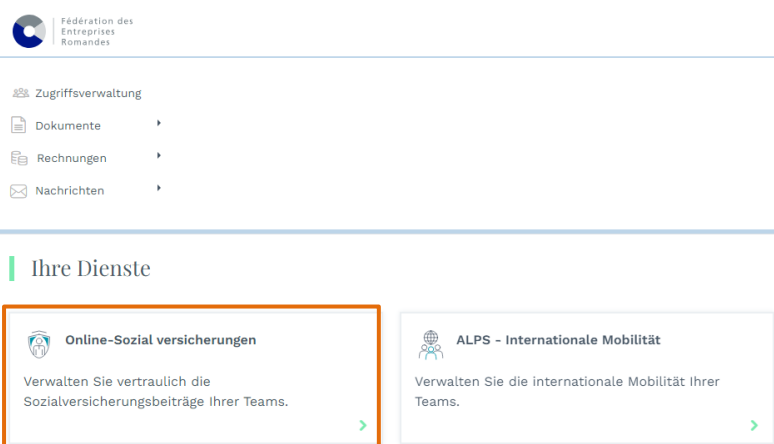 Fédération des
Entreprises
Romandes
Zugriffsverwaltung
Dokumente
Rechnungen
Nachrichten
Ihre Dienste
Online-Sozial versicherungen
Verwalten Sie vertraulich die
Sozialversicherungsbeiträge Ihrer Teams.
ALPS - Internationale Mobilität
Verwalten Sie die internationale Mobilität Ihrer
Teams.